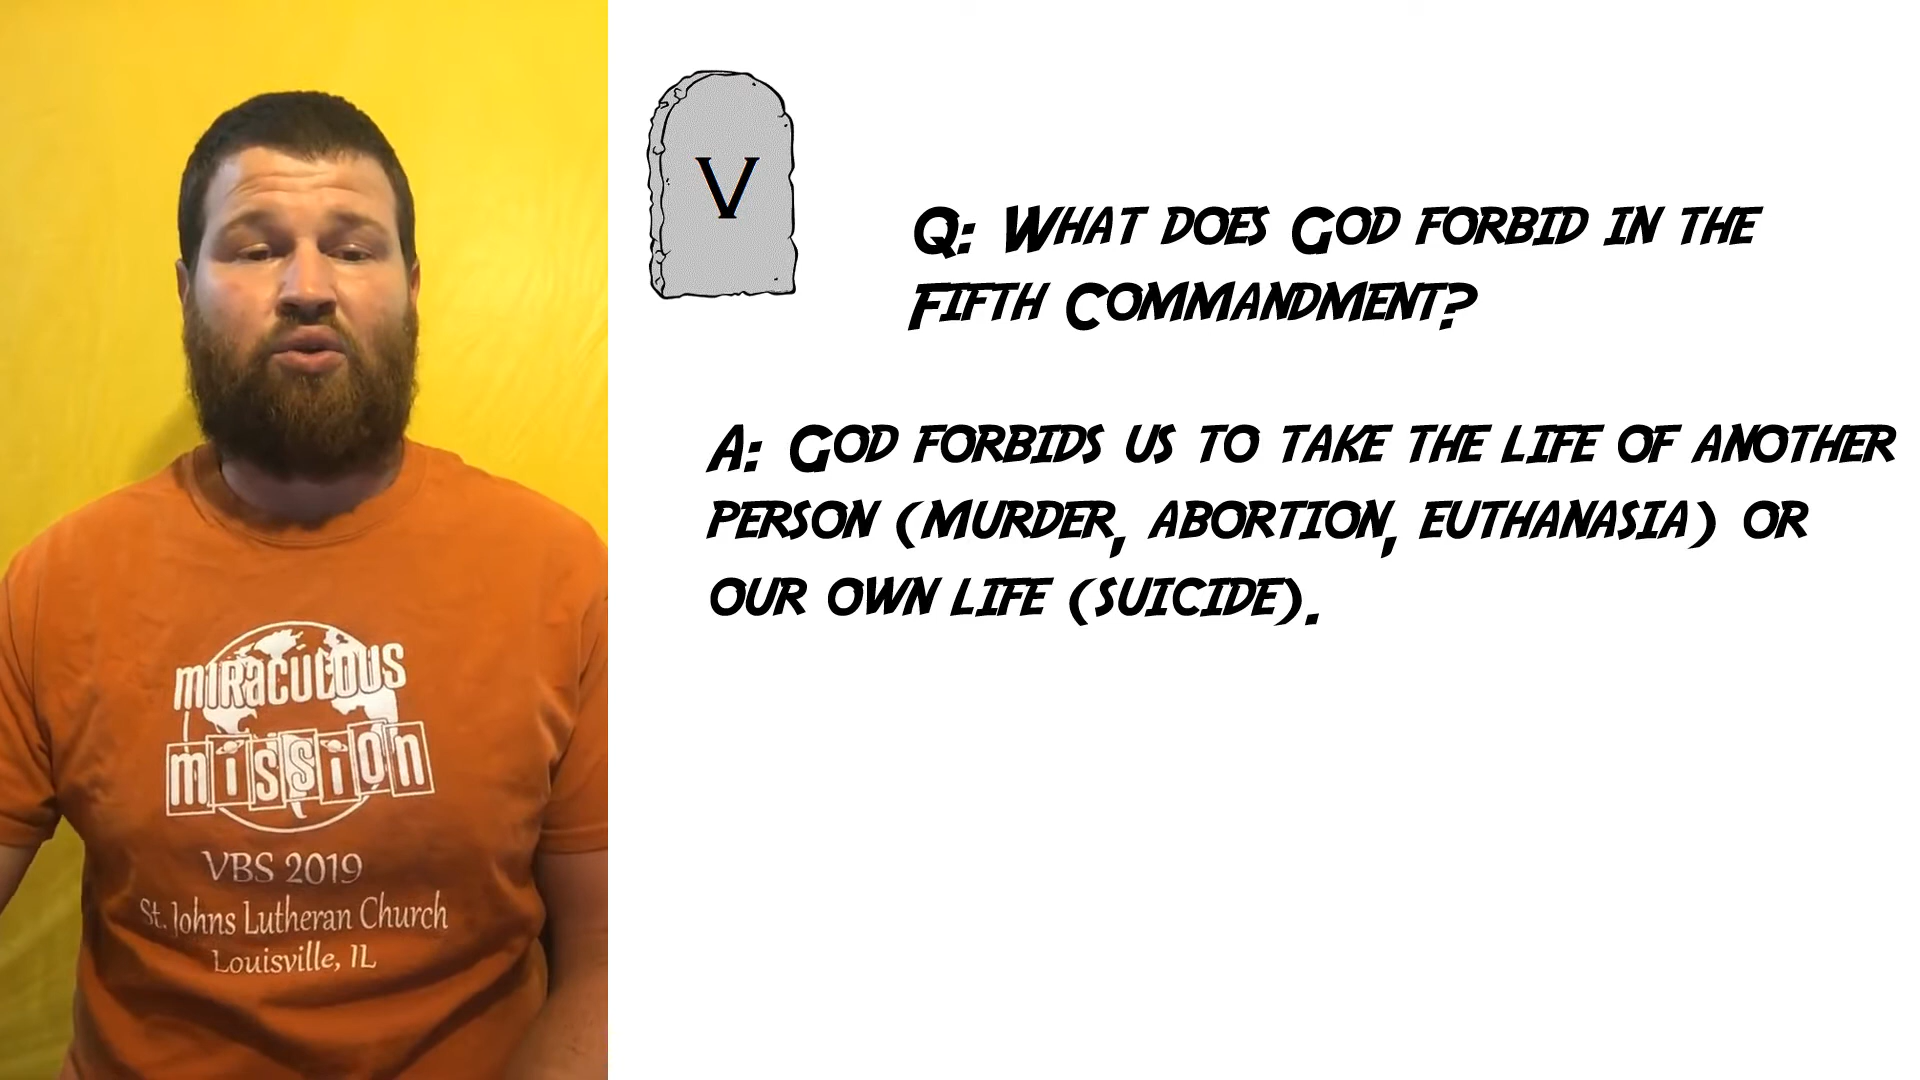 V
Q: What does God forbid in the
Fifth Commandment?
A: God forbids us to take the life of another
person (murder, abortion, euthanasia) or
our own life (suicide).
miraculous
mission
VBS 2019
St. Johns Lutheran Church
Louisville, IL